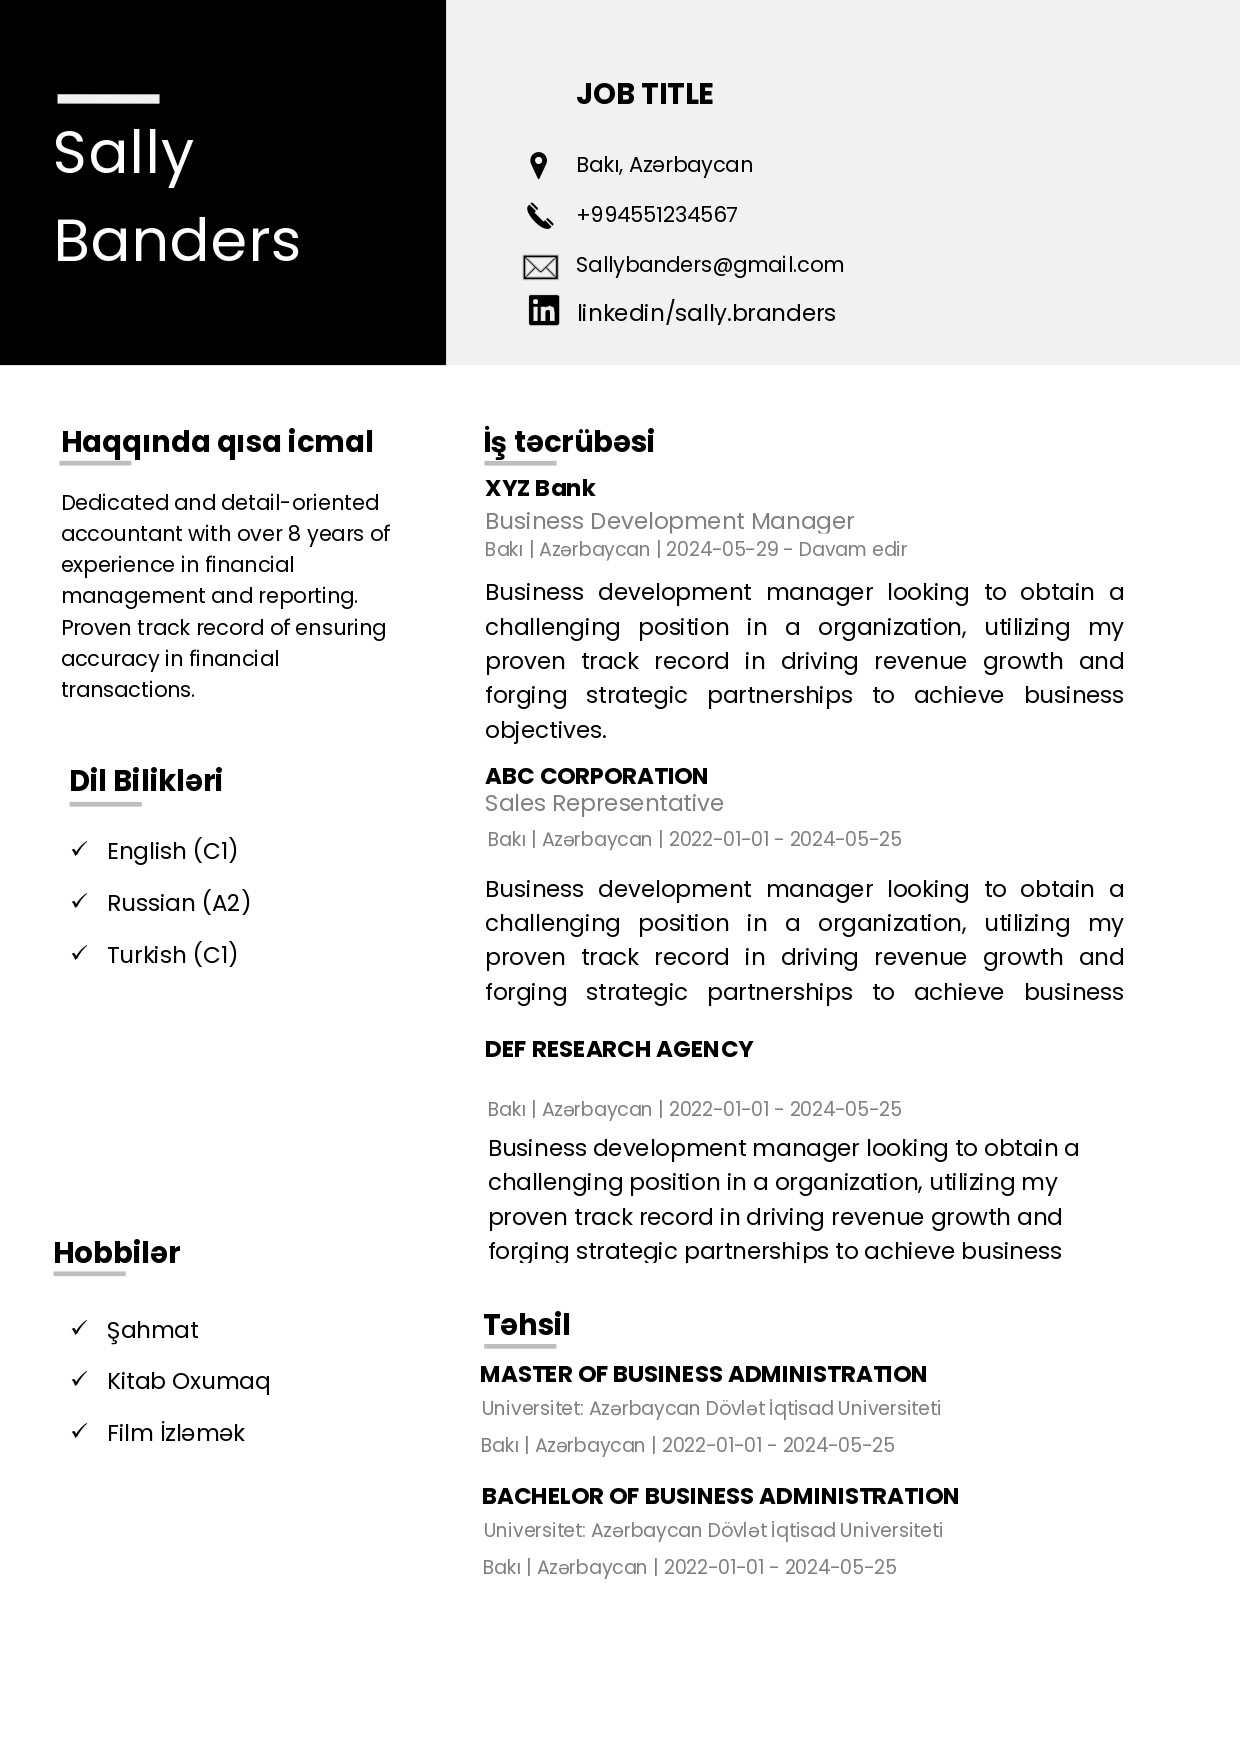 Sally
Banders
JOB TITLE
Bakı, Azərbaycan
+994551234567
Sallybanders@gmail.com
linkedin/sally.branders
Haqqında qısa icmal
Dedicated and detail-oriented
accountant with over 8 years of
experience in financial
management and reporting.
Proven track record of ensuring
accuracy in financial
transactions.
Dil Bilikləri
✓ English (C1)
✓ Russian (A2)
✓ Turkish (C1)
Hobbilər
✓ Şahmat
✓ Kitab Oxumaq
✓ Film İzləmək
İş təcrübəsi
XYZ Bank
Business Development Manager
Bakı | Azərbaycan | 2024-05-29 - Davam edir
Business development manager looking to obtain a
challenging position in a organization, utilizing my
proven track record in driving revenue growth and
forging strategic partnerships to achieve business
objectives.
ABC CORPORATION
Sales Representative
Bakı | Azərbaycan | 2022-01-01 - 2024-05-25
Business development manager looking to obtain a
challenging position in a organization, utilizing my
proven track record in driving revenue growth and
forging strategic partnerships to achieve business
DEF RESEARCH AGENCY
Bakı | Azərbaycan | 2022-01-01 - 2024-05-25
Business development manager looking to obtain a
challenging position in a organization, utilizing my
proven track record in driving revenue growth and
forging strategic partnerships to achieve business
Təhsil
MASTER OF BUSINESS ADMINISTRATION
Universitet: Azərbaycan Dövlət İqtisad Universiteti
Bakı | Azərbaycan | 2022-01-01 - 2024-05-25
BACHELOR OF BUSINESS ADMINISTRATION
Universitet: Azərbaycan Dövlət İqtisad Universiteti
Bakı | Azərbaycan | 2022-01-01 - 2024-05-25